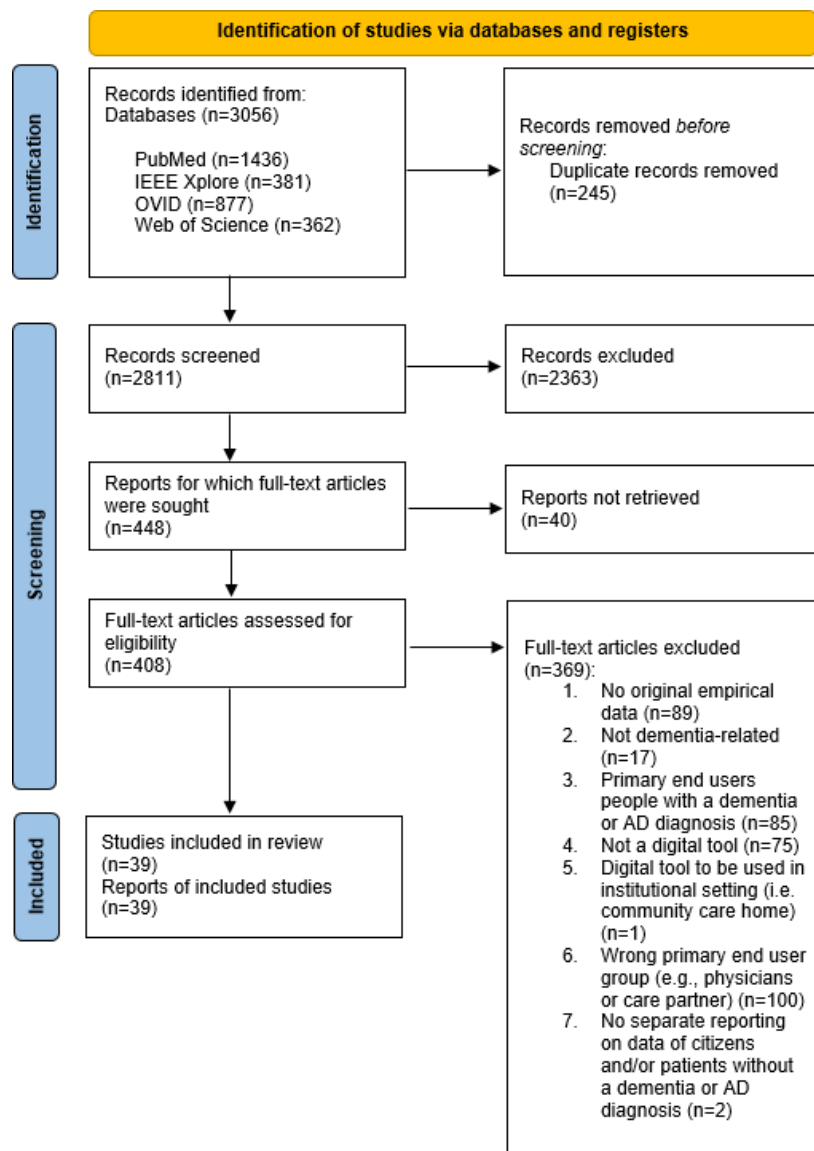 Identification of studies via databases and registers
Identification
Records identified from:
Databases (n=3056)
PubMed (n=1436)
IEEE Xplore (n=381)
OVID (n=877)
Web of Science (n=362)
Records removed before
screening:
Duplicate records removed
(n=245)
Screening
Records screened
(n=2811)
Records excluded
(n=2363)
Reports for which full-text articles
were sought
(n=448)
Reports not retrieved
(n=40)
Full-text articles assessed for
eligibility
(n=408)
Full-text articles excluded
(n=369):
1. No original empirical
data (n=89)
2. Not dementia-related
(n=17)
3. Primary end users
people with a dementia
or AD diagnosis (n=85)
4. Not a digital tool (n=75)
5. Digital tool to be used in
institutional setting (i.e.
community care home)
(n=1)
6. Wrong primary end user
group (e.g., physicians
or care partner) (n=100)
7. No separate reporting
on data of citizens
and/or patients without
a dementia or AD
diagnosis (n=2)
Included
Studies included in review
(n=39)
Reports of included studies
(n=39)